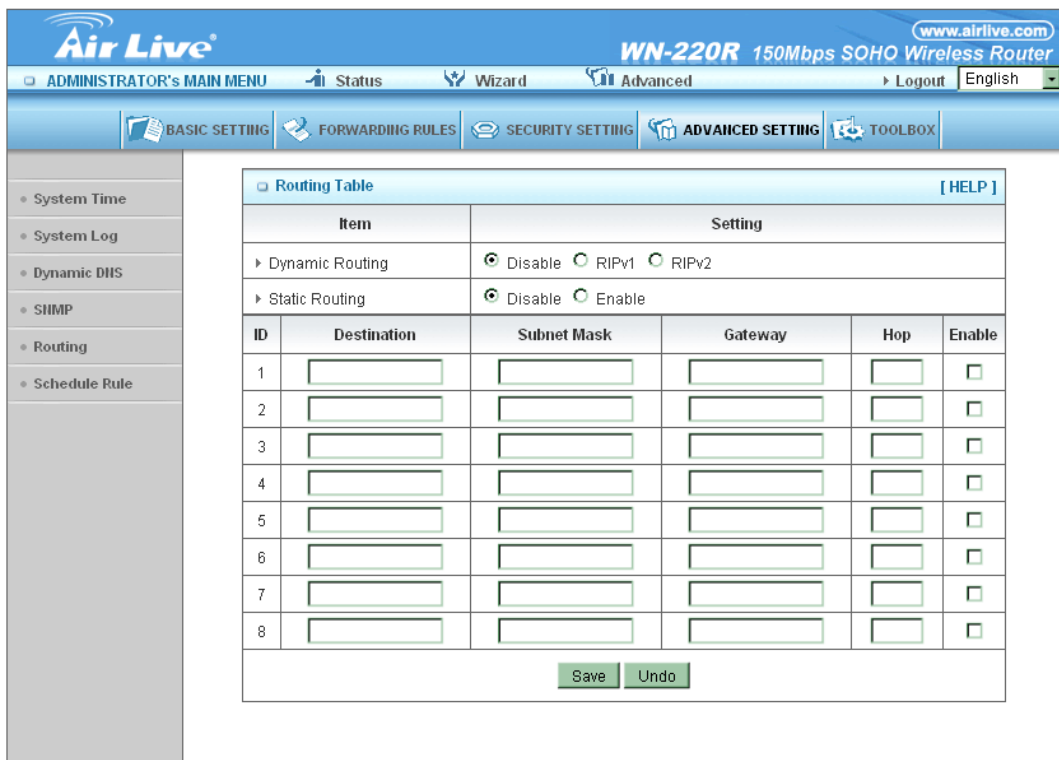 Air Live®
www.airlive.com
WN-220R 150Mbps SOHO Wireless Router
ADMINISTRATOR's MAIN MENU Status Wizard Advanced Logout English
BASIC SETTING FORWARDING RULES SECURITY SETTING ADVANCED SETTING TOOLBOX
System Time
System Log
Dynamic DNS
SNMP
Routing
Schedule Rule
Routing Table [ HELP ]
Item Setting
Dynamic Routing Disable RIPv1 RIPv2
Static Routing Disable Enable
ID Destination Subnet Mask Gateway Hop Enable
1
2
3
4
5
6
7
8
Save Undo